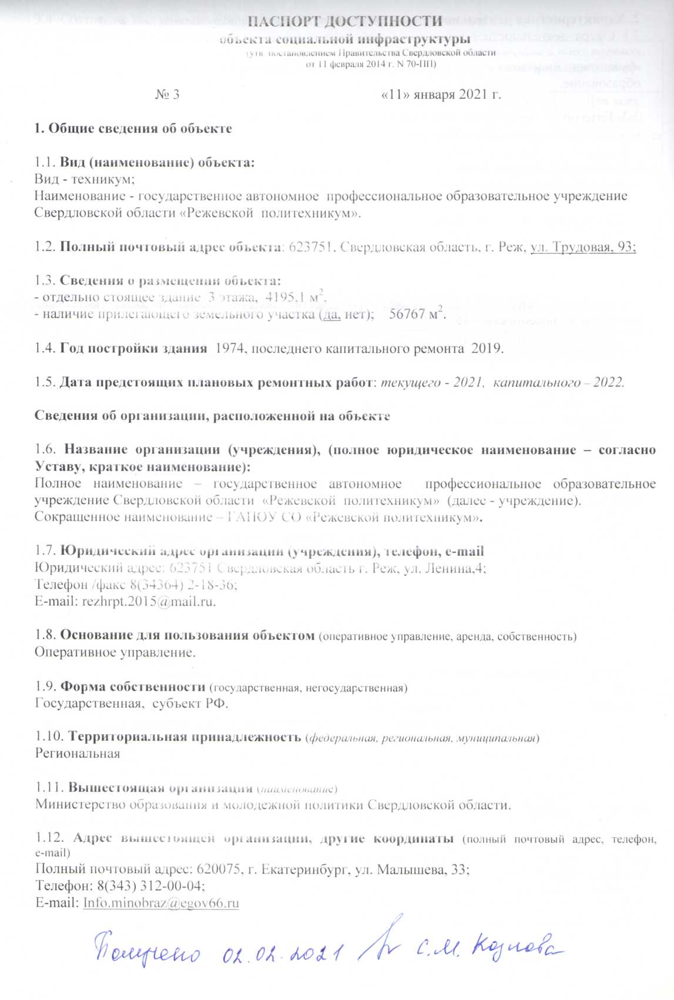 ПАСПОРТ ДОСТУПНОСТИ
объекта социальной инфраструктуры
(утв. постановлением Правительства Свердловской области
от 11 февраля 2014 г. N 70-ПП)
№ 3 «11» января 2021 г.
1. Общие сведения об объекте
1.1. Вид (наименование) объекта:
Вид - техникум;
Наименование - государственное автономное профессиональное образовательное учреждение
Свердловской области «Режевской политехникум».
1.2. Полный почтовый адрес объекта: 623751, Свердловская область, г. Реж, ул. Трудовая, 93;
1.3. Сведения о размещении объекта:
- отдельно стоящее здание 3 этажа, 4195,1 м²,
- наличие прилегающего земельного участка (да, нет); 56767 м².
1.4. Год постройки здания 1974, последнего капитального ремонта 2019.
1.5. Дата предстоящих плановых ремонтных работ: текущего - 2021, капитального – 2022.
Сведения об организации, расположенной на объекте
1.6. Название организации (учреждения), (полное юридическое наименование – согласно
Уставу, краткое наименование):
Полное наименование – государственное автономное профессиональное образовательное
учреждение Свердловской области «Режевской политехникум» (далее - учреждение).
Сокращенное наименование – ГАПОУ СО «Режевской политехникум».
1.7. Юридический адрес организации (учреждения), телефон, e-mail
Юридический адрес: 623751 Свердловская область г. Реж, ул. Ленина,4;
Телефон /факс 8(34364) 2-18-36;
E-mail: rezhrpt.2015@mail.ru.
1.8. Основание для пользования объектом (оперативное управление, аренда, собственность)
Оперативное управление.
1.9. Форма собственности (государственная, негосударственная)
Государственная, субъект РФ.
1.10. Территориальная принадлежность (федеральная, региональная, муниципальная)
Региональная
1.11. Вышестоящая организация (наименование)
Министерство образования и молодежной политики Свердловской области.
1.12. Адрес вышестоящей организации, другие координаты (полный почтовый адрес, телефон,
e-mail)
Полный почтовый адрес: 620075, г. Екатеринбург, ул. Малышева, 33;
Телефон: 8(343) 312-00-04;
E-mail: Info.minobraz@egov66.ru
Получено 02.02.2021 С.М. Козлова